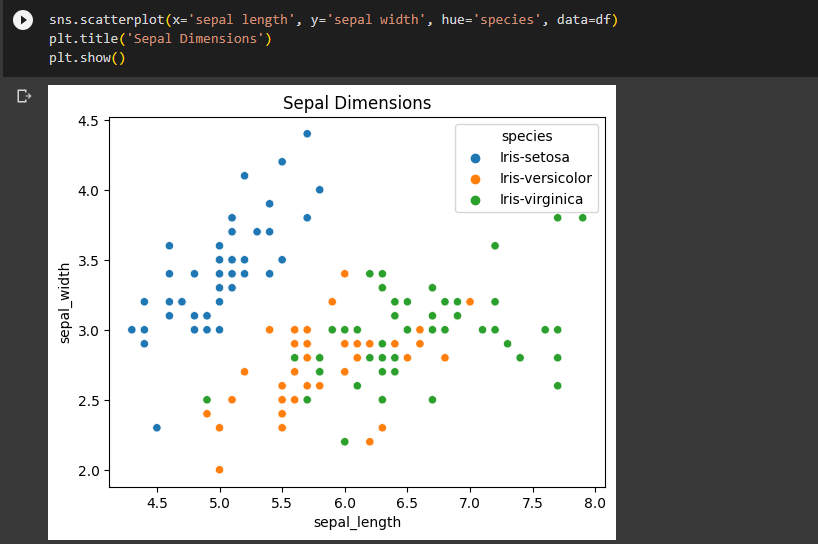 sns.scatterplot(x='sepal length', y='sepal width', hue='species', data=df)
plt.title('Sepal Dimensions')
plt.show()
Sepal Dimensions
species
Iris-setosa
Iris-versicolor
Iris-virginica
4.5
4.0
3.5
3.0
2.5
2.0
sepal_width
4.5 5.0 5.5 6.0 6.5 7.0 7.5 8.0
sepal_length